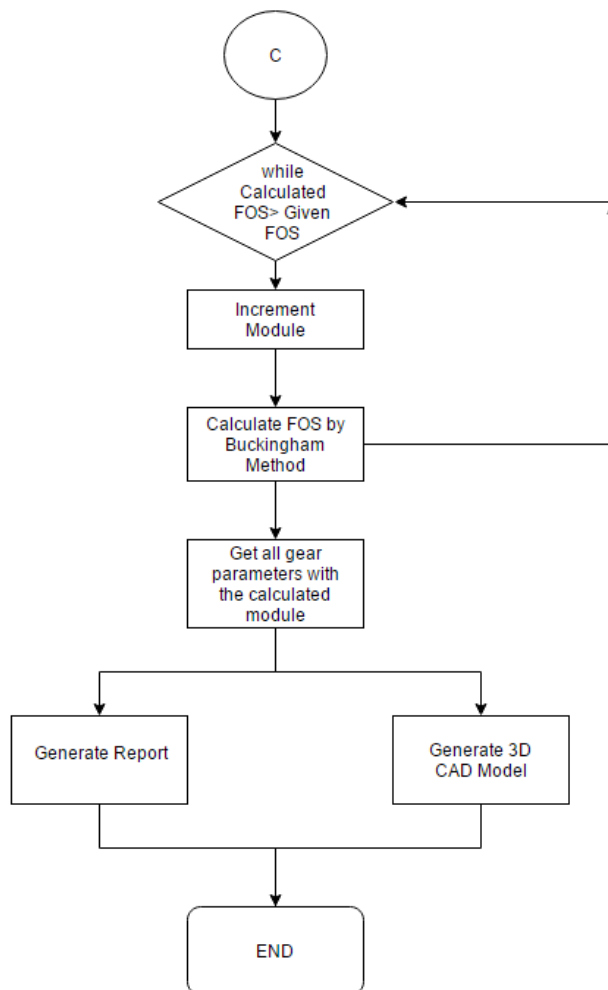 C
while
Calculated
FOS> Given
FOS
Increment
Module
Calculate FOS by
Buckingham
Method
Get all gear
parameters with
the calculated
module
Generate Report
Generate 3D
CAD Model
END